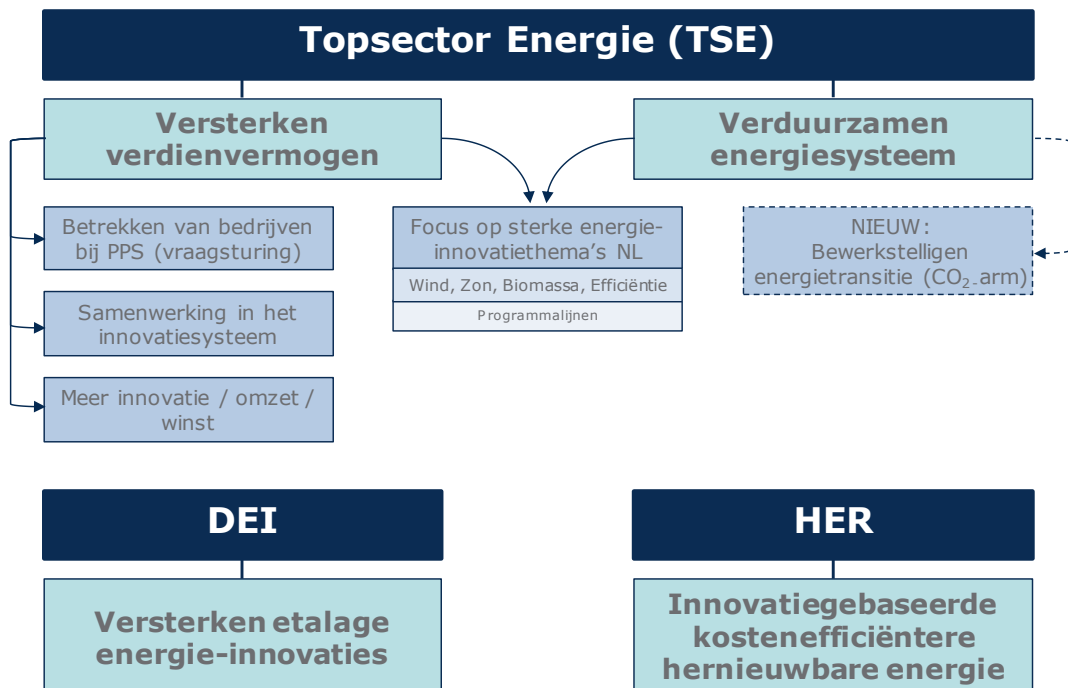 Topsector Energie (TSE)
Versterken
verdienvermogen
Verduurzamen
energiesysteem
Betrekken van bedrijven
bij PPS (vraagsturing)
Focus op sterke energie-
innovatiethema's NL
Wind, Zon, Biomassa, Efficiëntie
Programmalijnen
NIEUW:
Bewerkstelligen
energietransitie (CO₂-arm)
Samenwerking in het
innovatiesysteem
Meer innovatie / omzet /
winst
DEI
HER
Versterken etalage
energie-innovaties
Innovatiegebaseerde
kostenefficiëntere
hernieuwbare energie